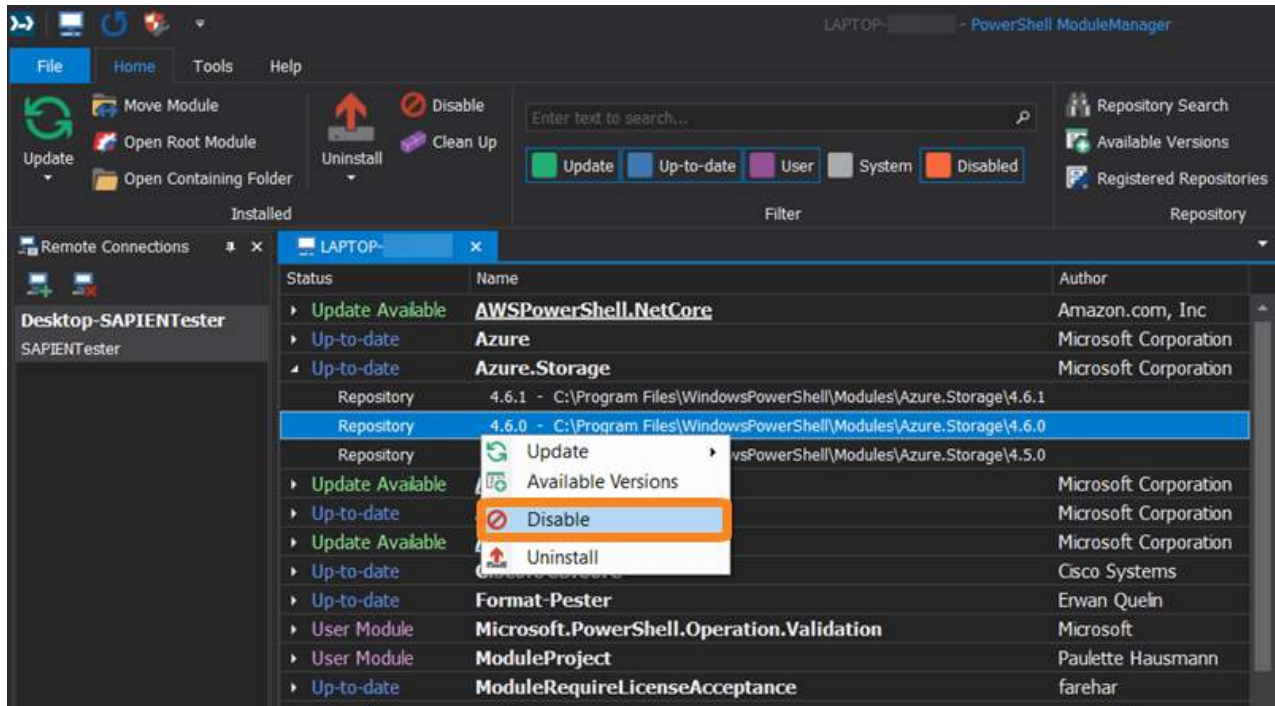 LAPTOP- - PowerShell ModuleManager
File Home Tools Help
Update
Move Module
Open Root Module
Open Containing Folder
Uninstall
Disable
Clean Up
Installed
Enter text to search...
Update Up-to-date User System Disabled
Filter
Repository Search
Available Versions
Registered Repositories
Repository
Remote Connections
Desktop-SAPIENTester
SAPIENTester
LAPTOP-
Status Name Author
Update Available AWSPowerShell.NetCore Amazon.com, Inc
Up-to-date Azure Microsoft Corporation
Up-to-date Azure.Storage Microsoft Corporation
Repository 4.6.1 - C:\Program Files\WindowsPowerShell\Modules\Azure.Storage\4.6.1
Repository 4.6.0 - C:\Program Files\WindowsPowerShell\Modules\Azure.Storage\4.6.0
Repository wsPowerShell\Modules\Azure.Storage\4.5.0
Update Available Microsoft Corporation
Up-to-date Microsoft Corporation
Update Available Microsoft Corporation
Up-to-date Cisco Systems
Up-to-date Format-Pester Erwan Quelin
User Module Microsoft.PowerShell.Operation.Validation Microsoft
User Module ModuleProject Paulette Hausmann
Up-to-date ModuleRequireLicenseAcceptance farehar
Update
Available Versions
Disable
Uninstall